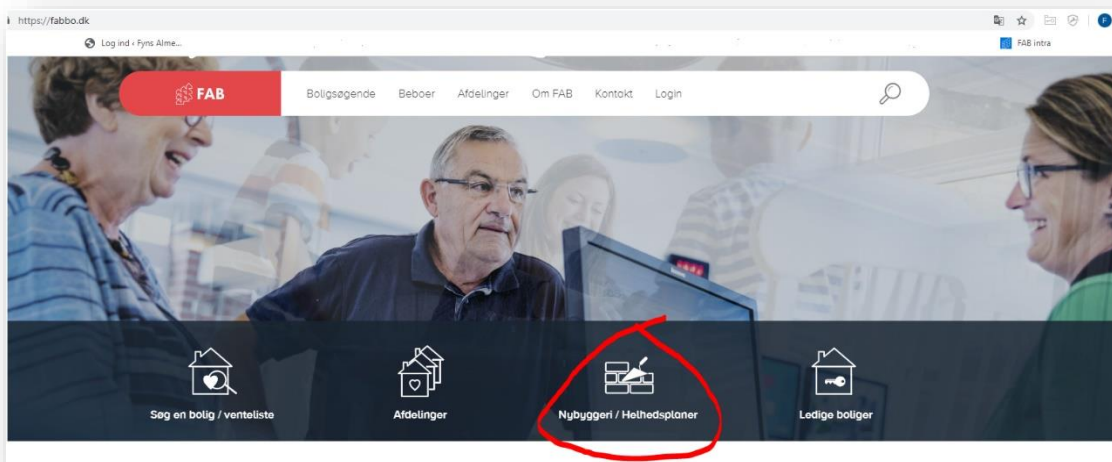 https://fabbo.dk
Log ind ‹ Fyns Alme...
FAB intra
FAB
Boligsøgende Beboer Afdelinger Om FAB Kontakt Login
Søg en bolig / venteliste
Afdelinger
Nybyggeri / Helhedsplaner
Ledige boliger